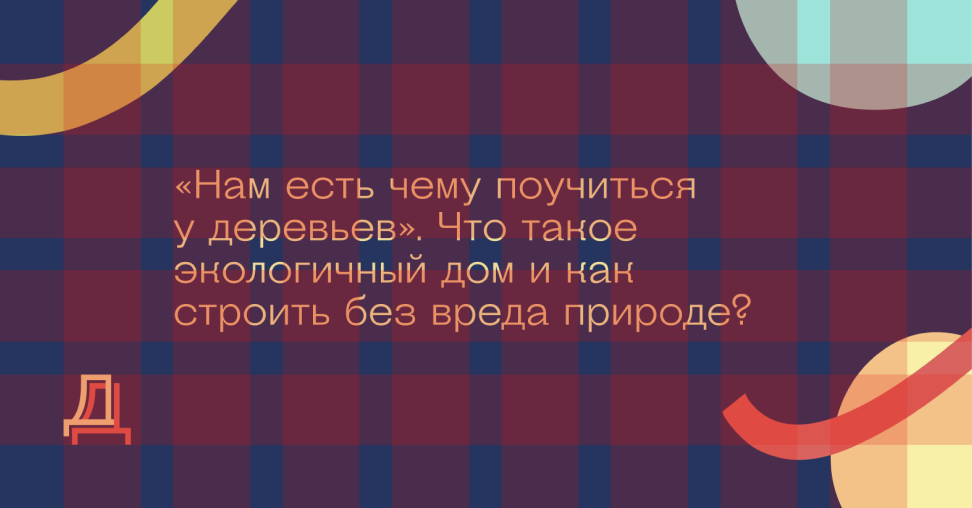 «Нам есть чему поучиться
у деревьев». Что такое
экологичный дом и как
строить без вреда природе?
Д